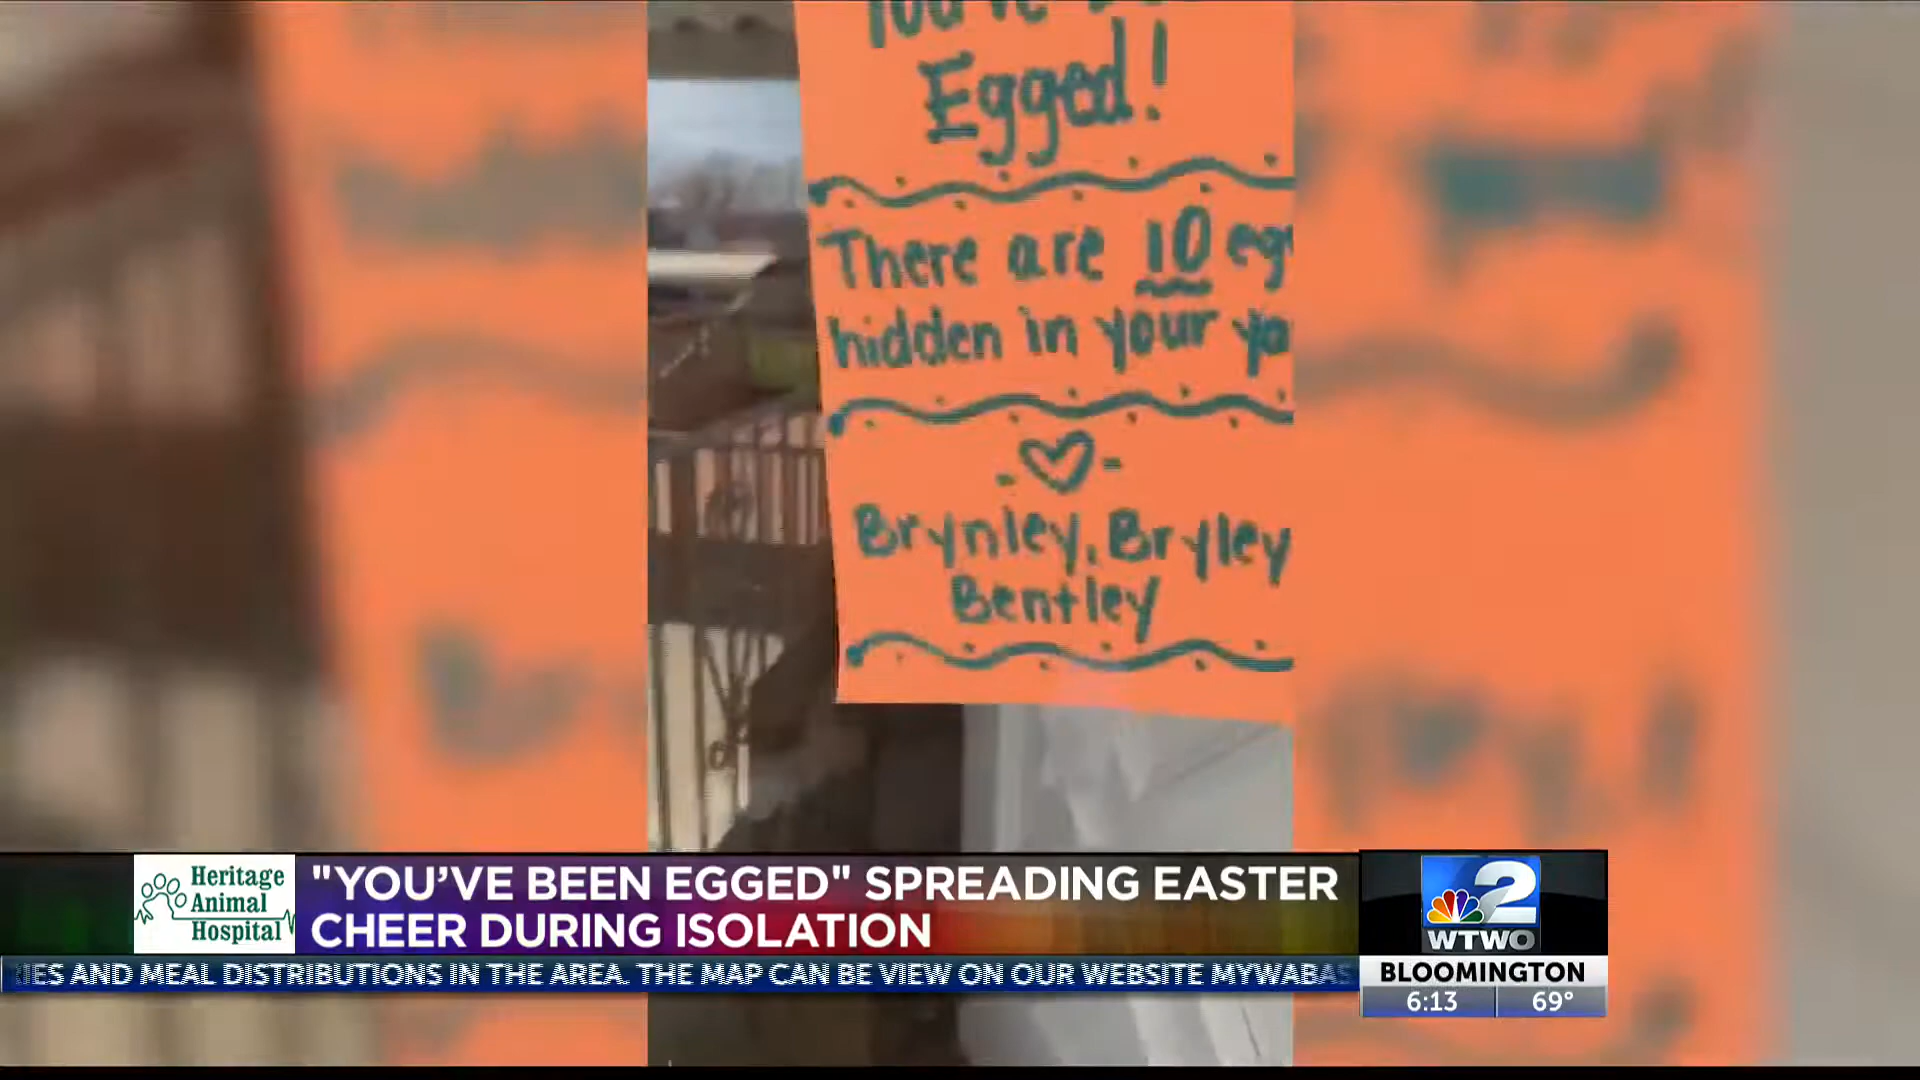 Egged!
There are 10 eg
hidden in your ya
Brynley, Bryley
Bentley
Heritage
Animal
Hospital
"YOU'VE BEEN EGGED" SPREADING EASTER
CHEER DURING ISOLATION
2
WTWO
IES AND MEAL DISTRIBUTIONS IN THE AREA. THE MAP CAN BE VIEW ON OUR WEBSITE MYWABAS
BLOOMINGTON
6:13 69°